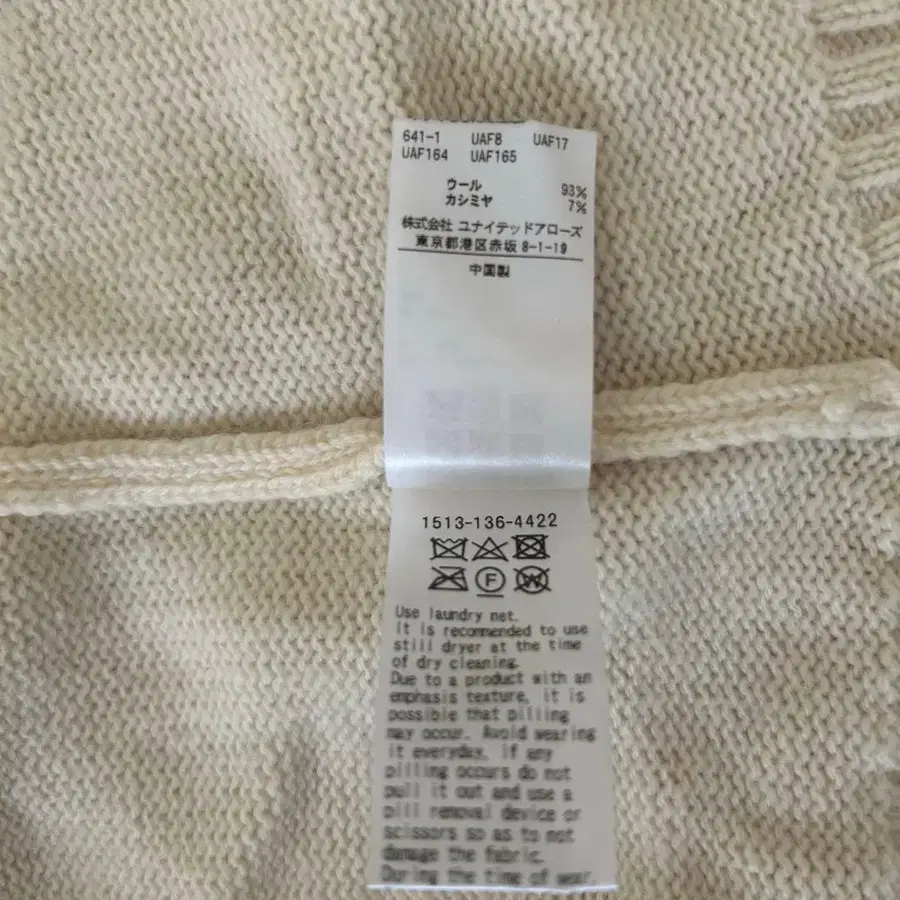 641-1 UAF8 UAF17
UAF164 UAF165
ウール 93%
カシミヤ 7%
株式会社 ユナイテッドアローズ
東京都港区赤坂 8-1-19
中国製
1513-136-4422
F
W
Use laundry net.
It is recommended to use
still dryer at the time
of dry cleaning.
Due to a product with an
emphasis texture, it is
possible that pilling
may occur. Avoid wearing
it everyday, if any
pilling occurs do not
pull it out and use a
pill removal device or
scissors so as to not
damage the fabric.
During the time of wear,